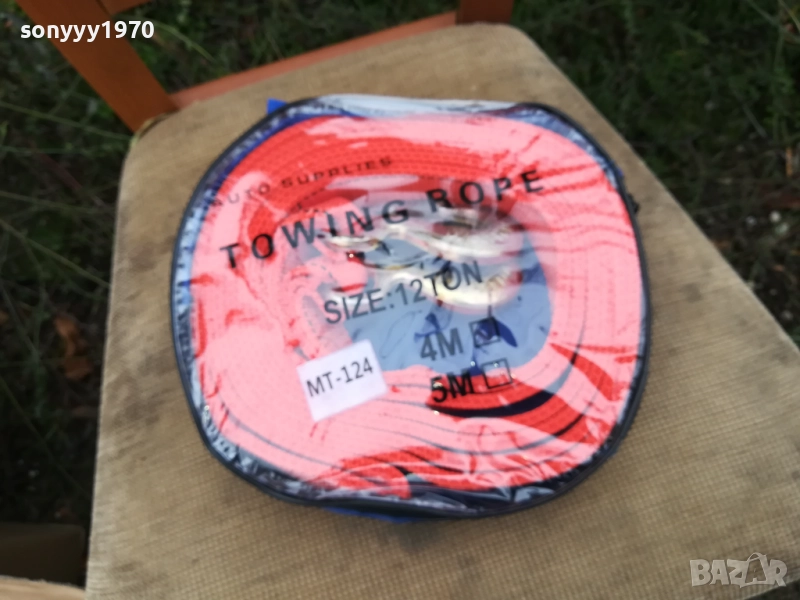 sonyyy1970
AUTO SUPPLIES
TOWING ROPE
SIZE:12TON
4M
5M
MT-124
BAZAR